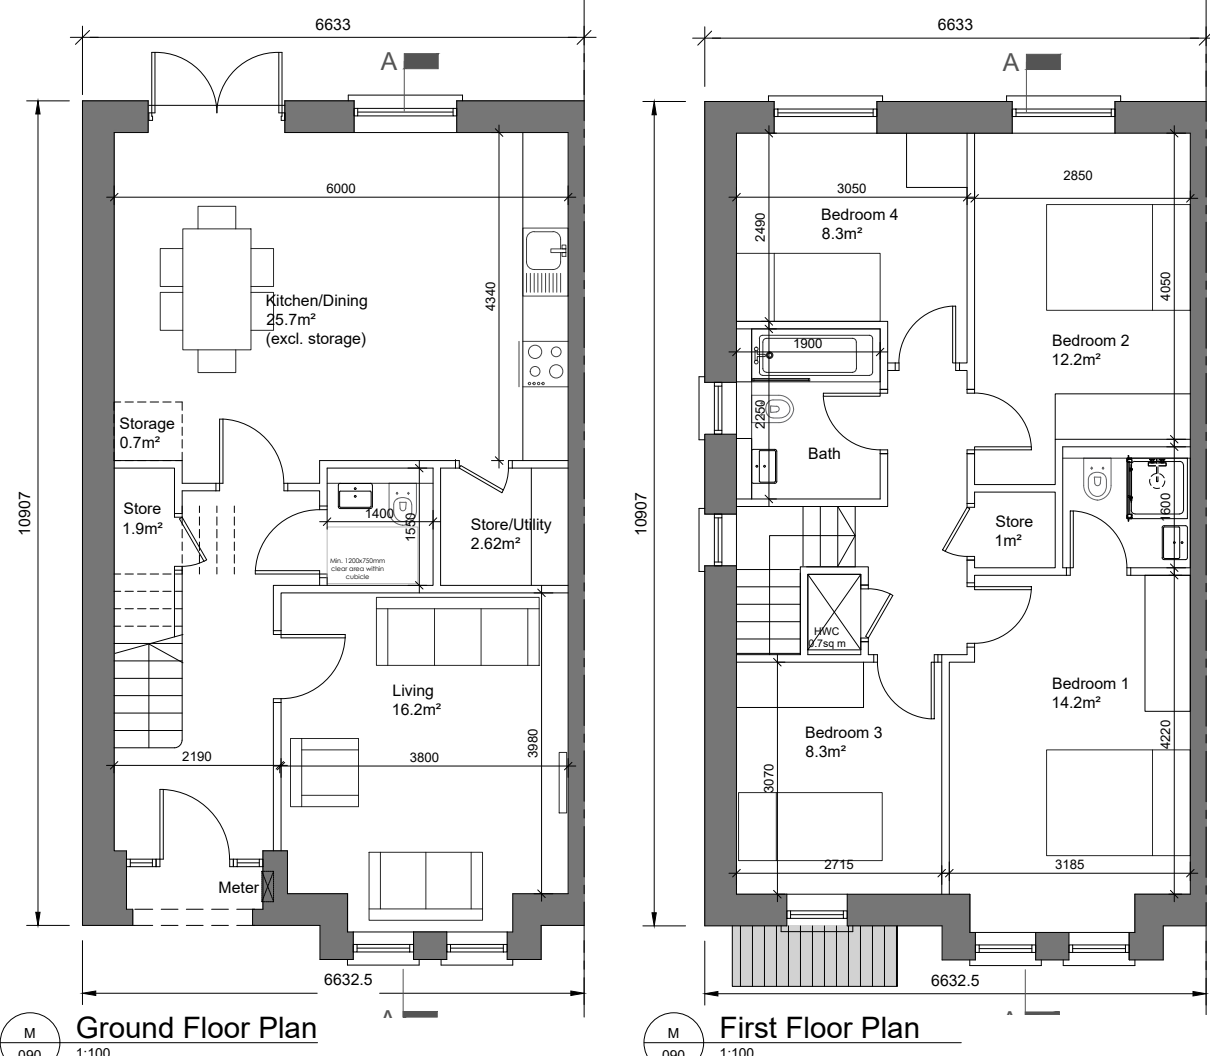 6633
A
6000
10907
4340
Kitchen/Dining
25.7m²
(excl. storage)
Storage
0.7m²
Store
1.9m²
1400
1550
Store/Utility
2.62m²
Min. 1200x750mm
clear area within
cubicle
Living
16.2m²
2190
3800
3980
Meter
6632.5
A
M
090
Ground Floor Plan
1:100
6633
A
3050
2850
Bedroom 4
8.3m²
2490
4050
Bedroom 2
12.2m²
1900
2250
Bath
10907
Store
1m²
1600
HWC
0.7sq m
Bedroom 1
14.2m²
Bedroom 3
8.3m²
4220
3070
2715
3185
6632.5
A
M
090
First Floor Plan
1:100